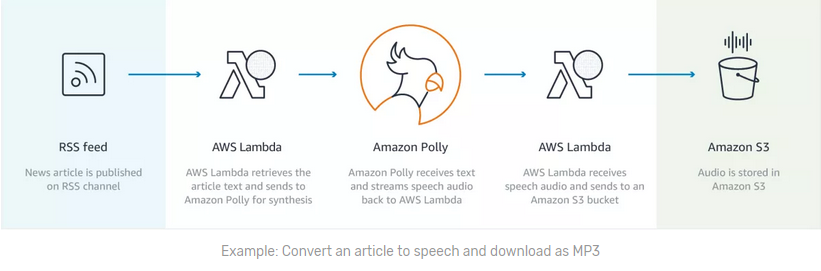 RSS feed
News article is published
on RSS channel
AWS Lambda
AWS Lambda retrieves the
article text and sends to
Amazon Polly for synthesis
Amazon Polly
Amazon Polly receives text
and streams speech audio
back to AWS Lambda
AWS Lambda
AWS Lambda receives
speech audio and sends to an
Amazon S3 bucket
Amazon S3
Audio is stored in
Amazon S3
Example: Convert an article to speech and download as MP3